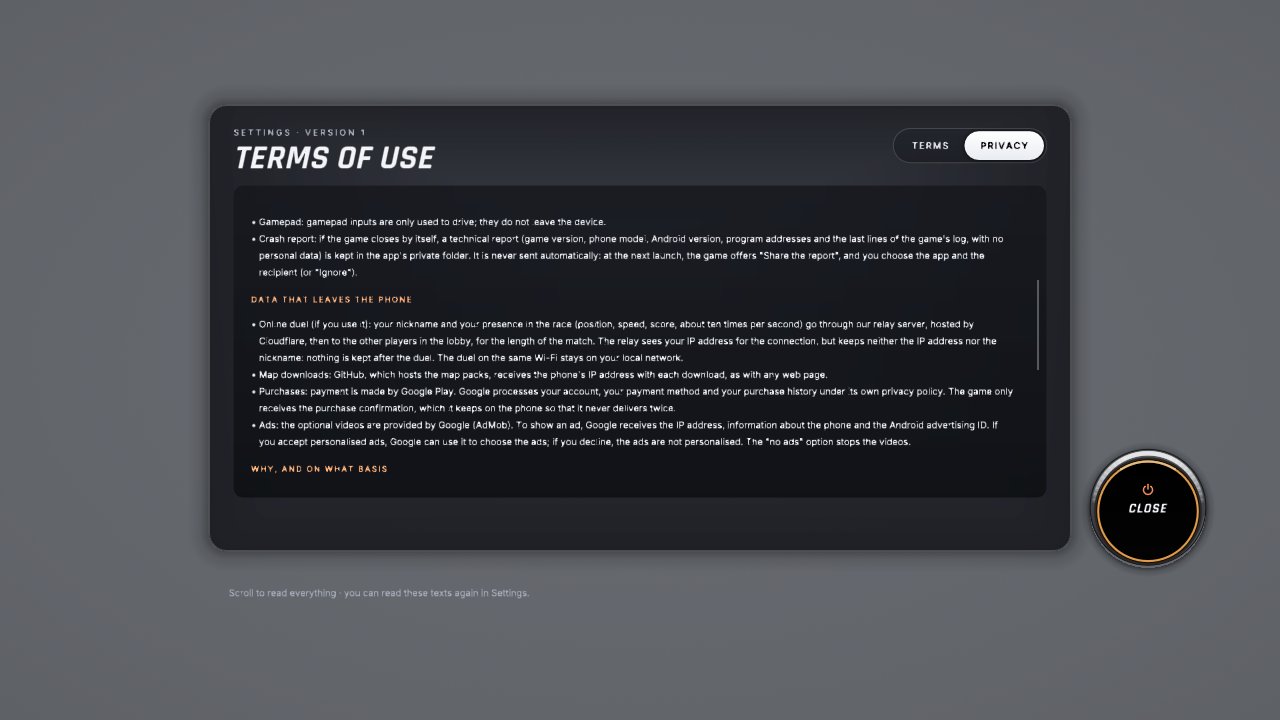 SETTINGS · VERSION 1
TERMS OF USE
TERMS
PRIVACY
• Gamepad: gamepad inputs are only used to drive; they do not leave the device.
• Crash report: if the game closes by itself, a technical report (game version, phone model, Android version, program addresses and the last lines of the game's log, with no
personal data) is kept in the app's private folder. It is never sent automatically: at the next launch, the game offers "Share the report", and you choose the app and the
recipient (or "Ignore").
DATA THAT LEAVES THE PHONE
• Online duel (if you use it): your nickname and your presence in the race (position, speed, score, about ten times per second) go through our relay server, hosted by
Cloudflare, then to the other players in the lobby, for the length of the match. The relay sees your IP address for the connection, but keeps neither the IP address nor the
nickname: nothing is kept after the duel. The duel on the same Wi-Fi stays on your local network.
• Map downloads: GitHub, which hosts the map packs, receives the phone's IP address with each download, as with any web page.
• Purchases: payment is made by Google Play. Google processes your account, your payment method and your purchase history under its own privacy policy. The game only
receives the purchase confirmation, which it keeps on the phone so that it never delivers twice.
• Ads: the optional videos are provided by Google (AdMob). To show an ad, Google receives the IP address, information about the phone and the Android advertising ID. If
you accept personalised ads, Google can use it to choose the ads; if you decline, the ads are not personalised. The "no ads" option stops the videos.
WHY, AND ON WHAT BASIS
CLOSE
Scroll to read everything · you can read these texts again in Settings.